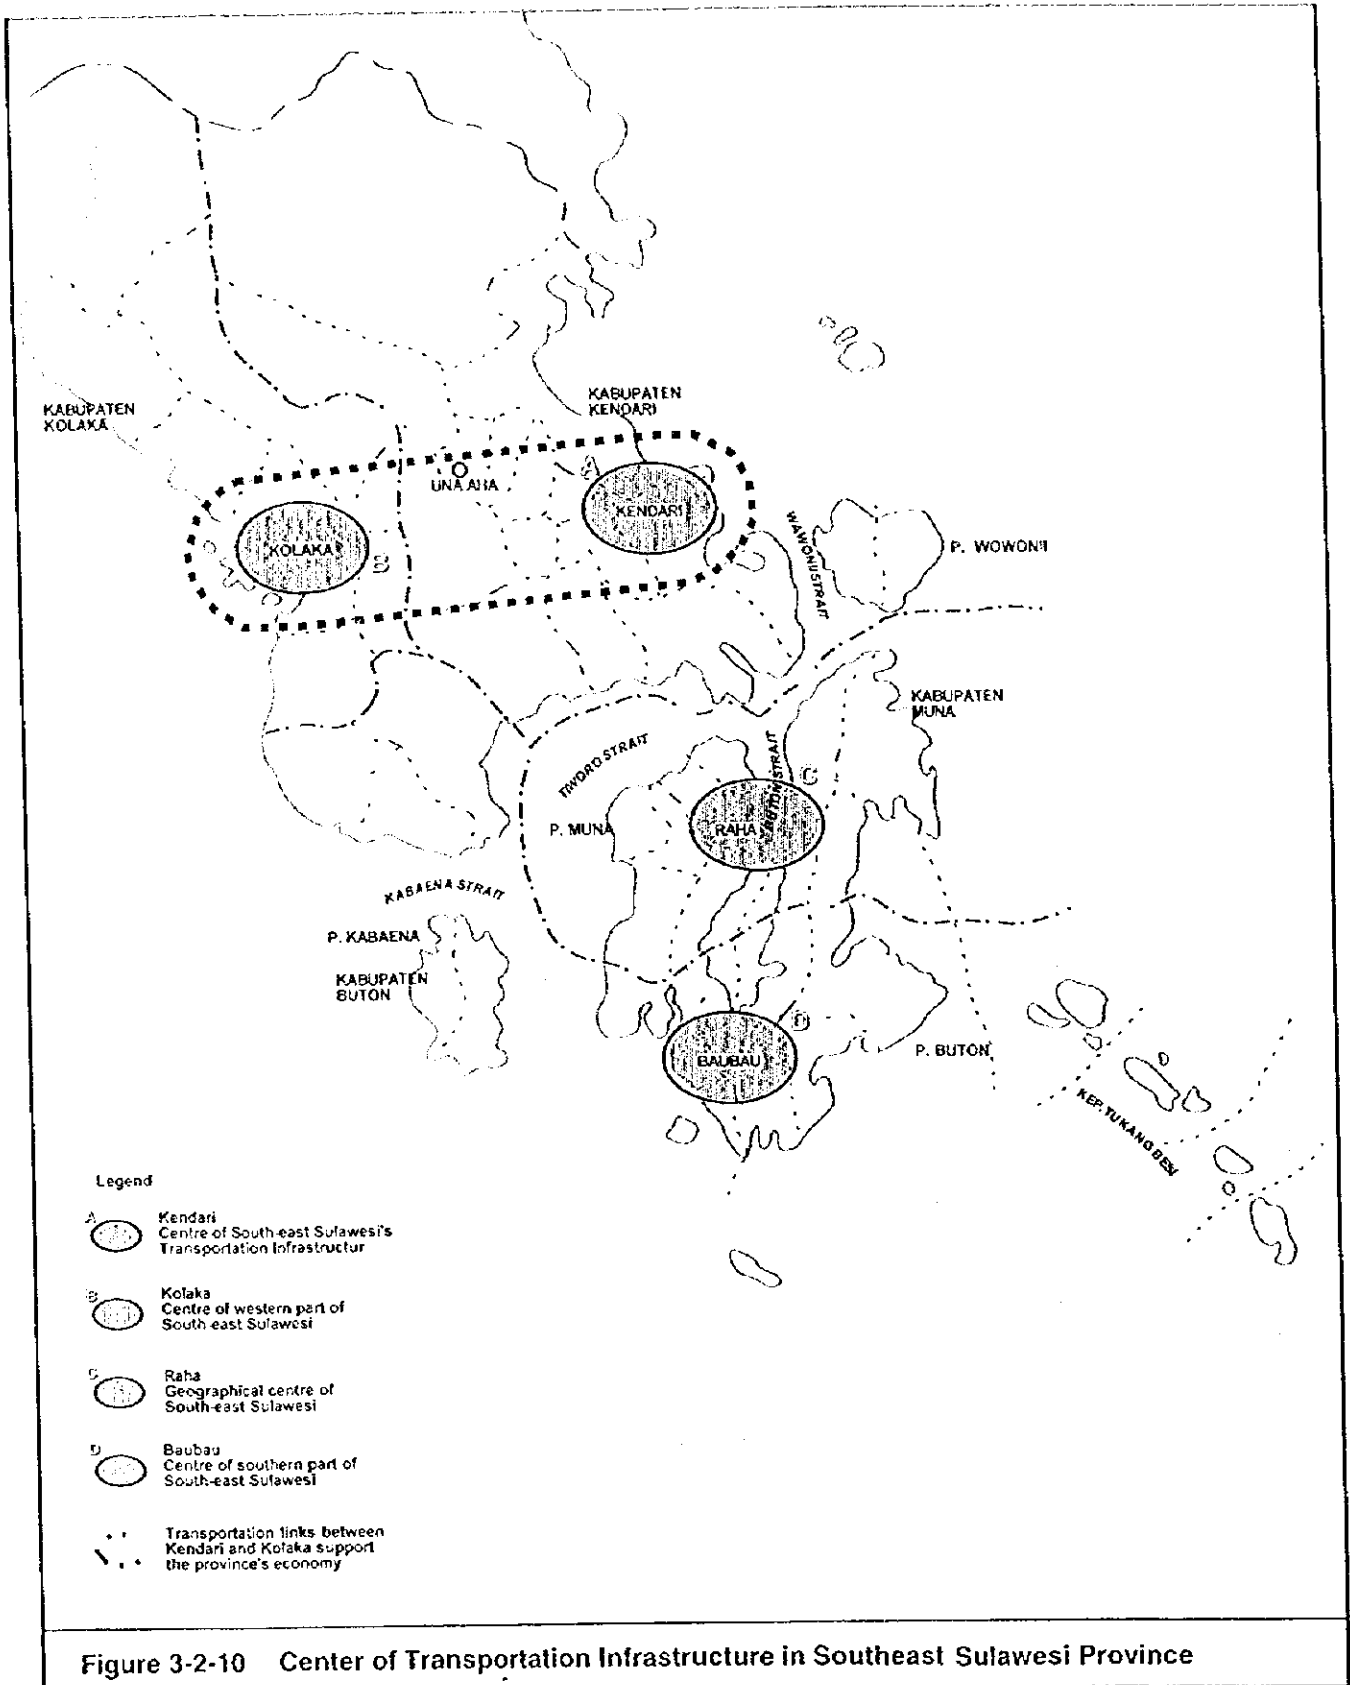 KABUPATEN
KOLAKA
KABUPATEN
KENDARI
A
UNA AHA
KENDARI
KOLAKA
B
WAWONII STRAIT
P. WOWONII
KABUPATEN
MUNA
TIWORO STRAIT
BUTON STRAIT
C
P. MUNA
RAHA
KABAENA STRAIT
P. KABAENA
KABUPATEN
BUTON
D
BAUBAU
P. BUTON
KEP. TUKANG BESI
Legend
A
Kendari
Centre of South-east Sulawesi's
Transportation Infrastructur
B
Kolaka
Centre of western part of
South-east Sulawesi
C
Raha
Geographical centre of
South-east Sulawesi
D
Baubau
Centre of southern part of
South-east Sulawesi
Transportation links between
Kendari and Kolaka support
the province's economy
Figure 3-2-10 Center of Transportation Infrastructure in Southeast Sulawesi Province